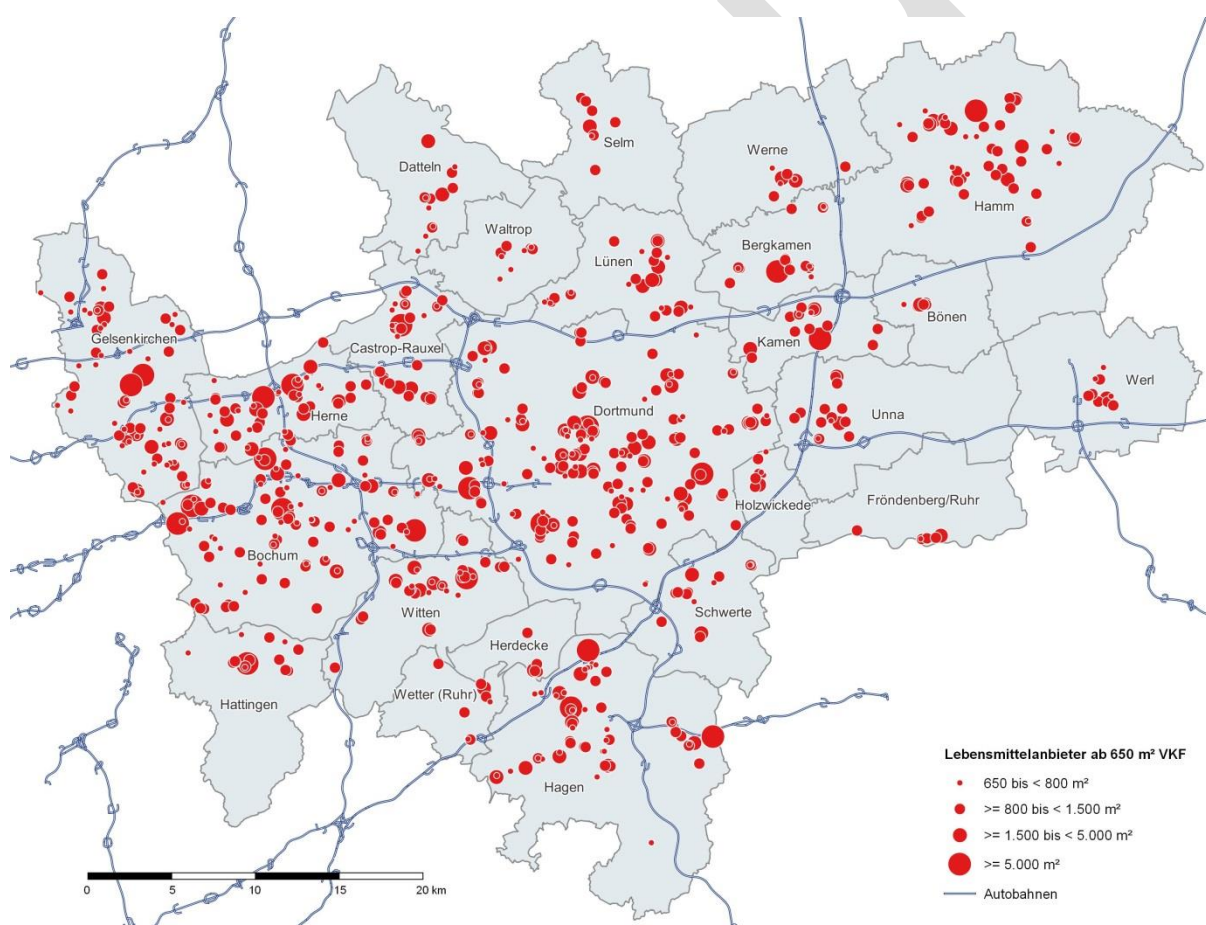 Selm
Datteln
Werne
Hamm
Waltrop
Bergkamen
Lünen
Bönen
Gelsenkirchen
Kamen
Castrop-Rauxel
Werl
Dortmund
Herne
Unna
Holzwickede
Fröndenberg/Ruhr
Bochum
Witten
Schwerte
Herdecke
Wetter (Ruhr)
Hattingen
Hagen
Lebensmittelanbieter ab 650 m² VKF
650 bis < 800 m²
>= 800 bis < 1.500 m²
>= 1.500 bis < 5.000 m²
>= 5.000 m²
Autobahnen
0 5 10 15 20 km